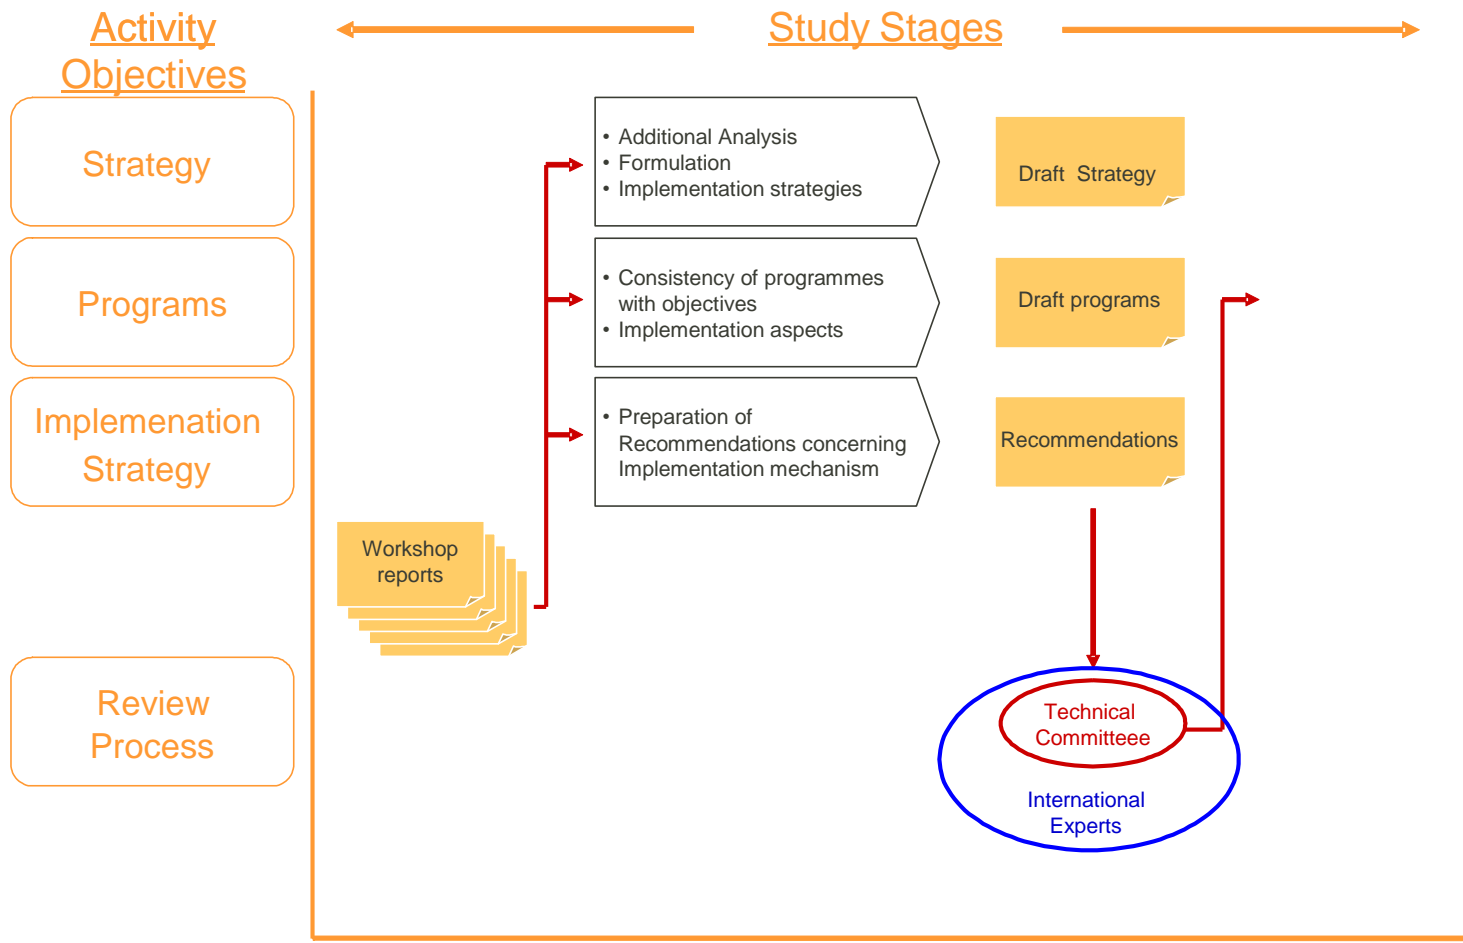 Activity
Objectives
Study Stages
Strategy
• Additional Analysis
• Formulation
• Implementation strategies
Draft Strategy
Programs
• Consistency of programmes
with objectives
• Implementation aspects
Draft programs
Implemenation
Strategy
• Preparation of
Recommendations concerning
Implementation mechanism
Recommendations
Workshop
reports
Review
Process
Technical
Committeee
International
Experts